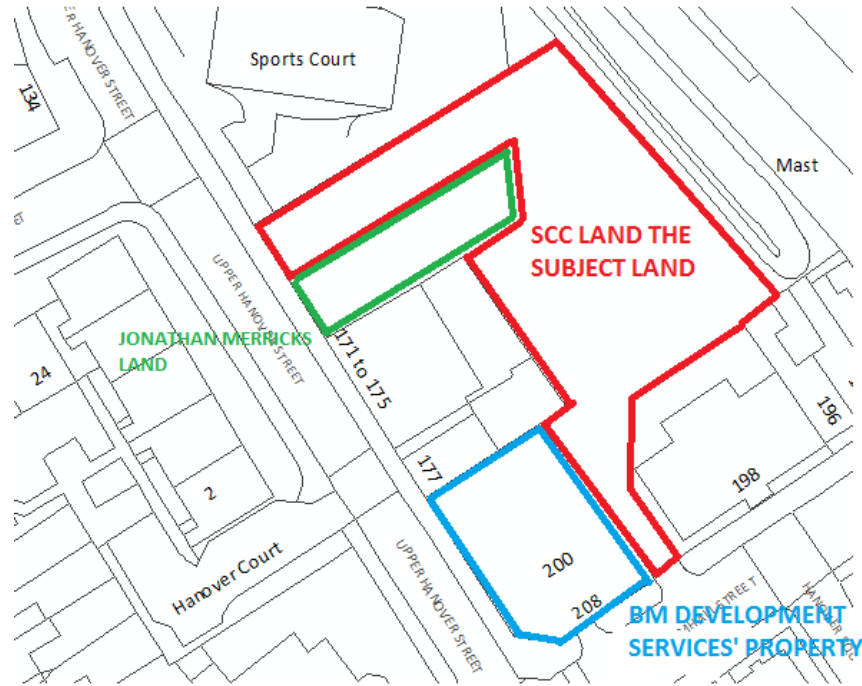 ER HANOVER STREET
Sports Court
134
Mast
UPPER HANOVER STREET
SCC LAND THE
SUBJECT LAND
JONATHAN MERRICKS
LAND
171 to 175
24
196
177
198
2
200
Hanover Court
208
UPPER HANOVER STREET
BM DEVELOPMENT
SERVICES' PROPERTY